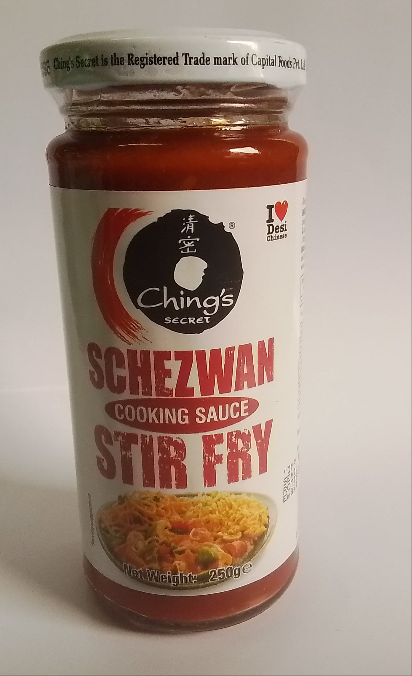 Ching's Secret is the Registered Trade mark of Capital Foods Pvt.
清
密
®
Ching's
SECRET
I ❤
Desi
Chinese
SCHEZWAN
COOKING SAUCE
STIR FRY
Net Weight: 250g℮